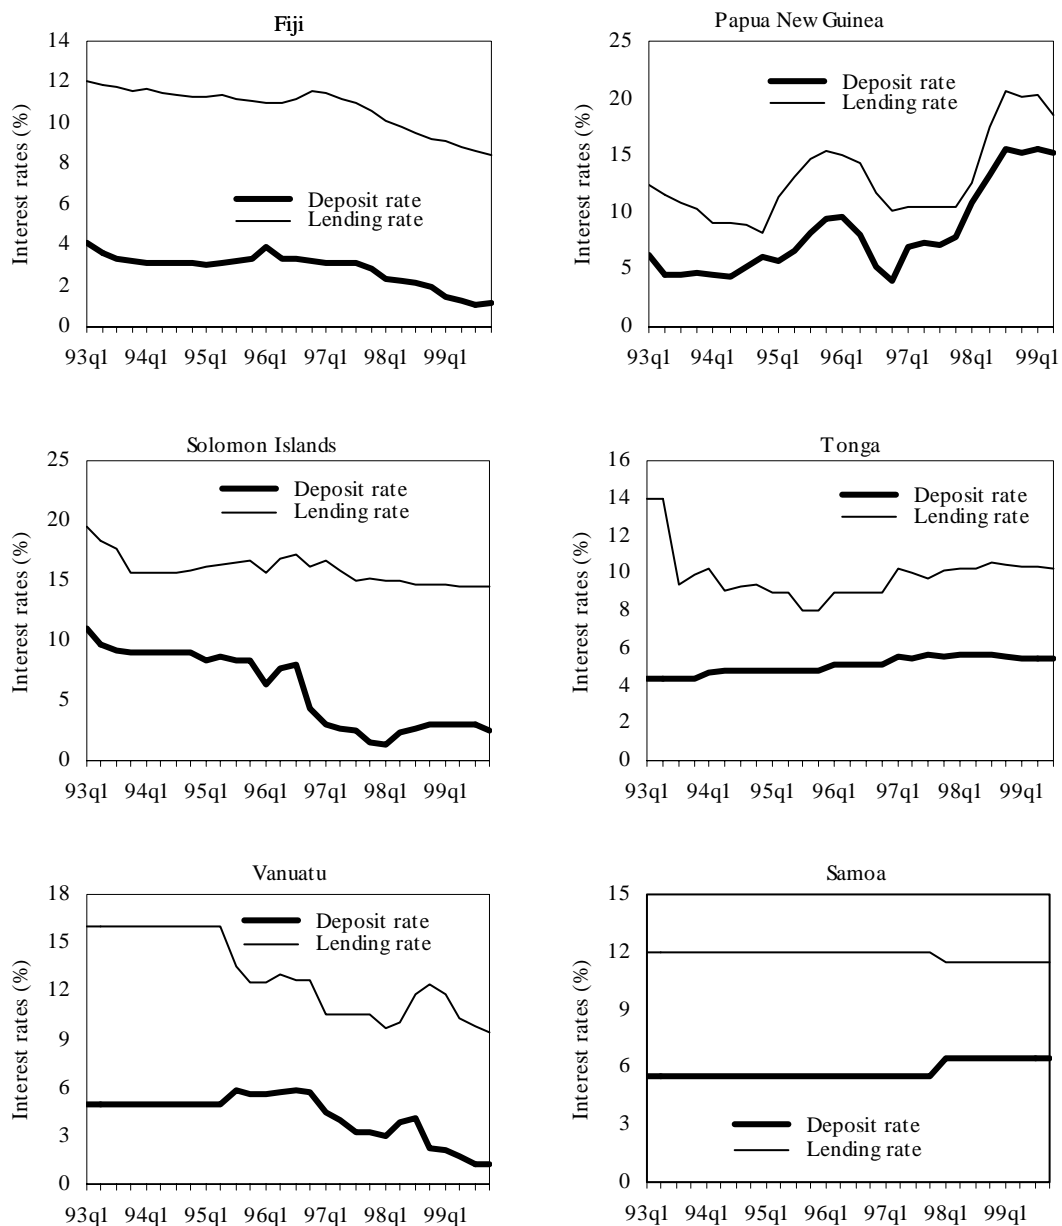 Fiji
14
12
10
8
6
4
2
0
Interest rates (%)
Deposit rate
Lending rate
93q1 94q1 95q1 96q1 97q1 98q1 99q1
Papua New Guinea
25
20
15
10
5
0
Interest rates (%)
Deposit rate
Lending rate
93q1 94q1 95q1 96q1 97q1 98q1 99q1
Solomon Islands
25
20
15
10
5
0
Interest rates (%)
Deposit rate
Lending rate
93q1 94q1 95q1 96q1 97q1 98q1 99q1
Tonga
16
14
12
10
8
6
4
2
0
Interest rates (%)
Deposit rate
Lending rate
93q1 94q1 95q1 96q1 97q1 98q1 99q1
Vanuatu
18
15
12
9
6
3
0
Interest rates (%)
Deposit rate
Lending rate
93q1 94q1 95q1 96q1 97q1 98q1 99q1
Samoa
15
12
9
6
3
0
Interest rates (%)
Deposit rate
Lending rate
93q1 94q1 95q1 96q1 97q1 98q1 99q1